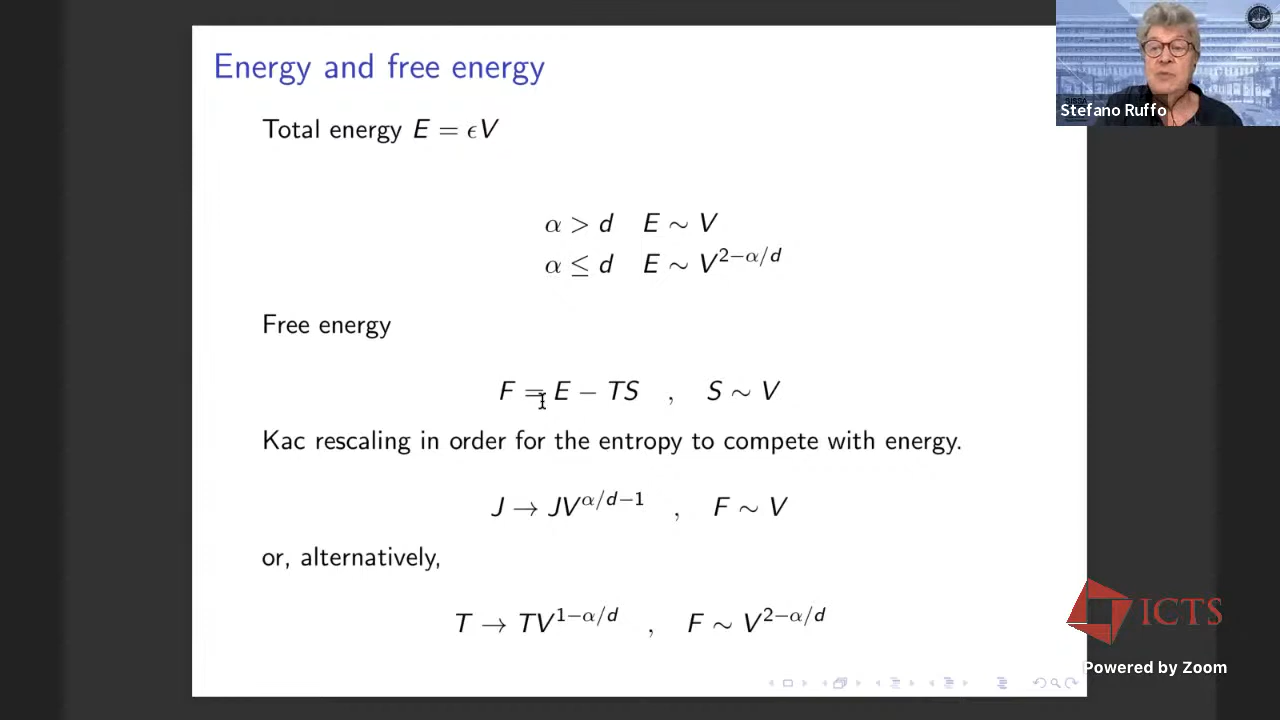 Energy and free energy
Stefano Ruffo
Total energy E = ϵV
α > d E ∼ V
α ≤ d E ∼ V^{2−α/d}
Free energy
F = E − TS , S ∼ V
Kac rescaling in order for the entropy to compete with energy.
J → JV^{α/d−1} , F ∼ V
or, alternatively,
T → TV^{1−α/d} , F ∼ V^{2−α/d}
ICTS
Powered by Zoom